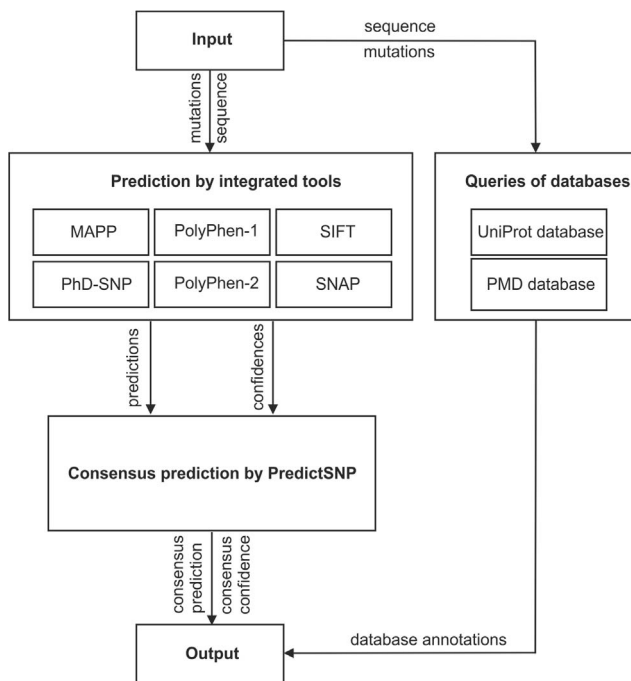 Input
sequence
mutations
mutations
sequence
Prediction by integrated tools
MAPP
PolyPhen-1
SIFT
PhD-SNP
PolyPhen-2
SNAP
Queries of databases
UniProt database
PMD database
predictions
confidences
Consensus prediction by PredictSNP
consensus
prediction
consensus
confidence
database annotations
Output